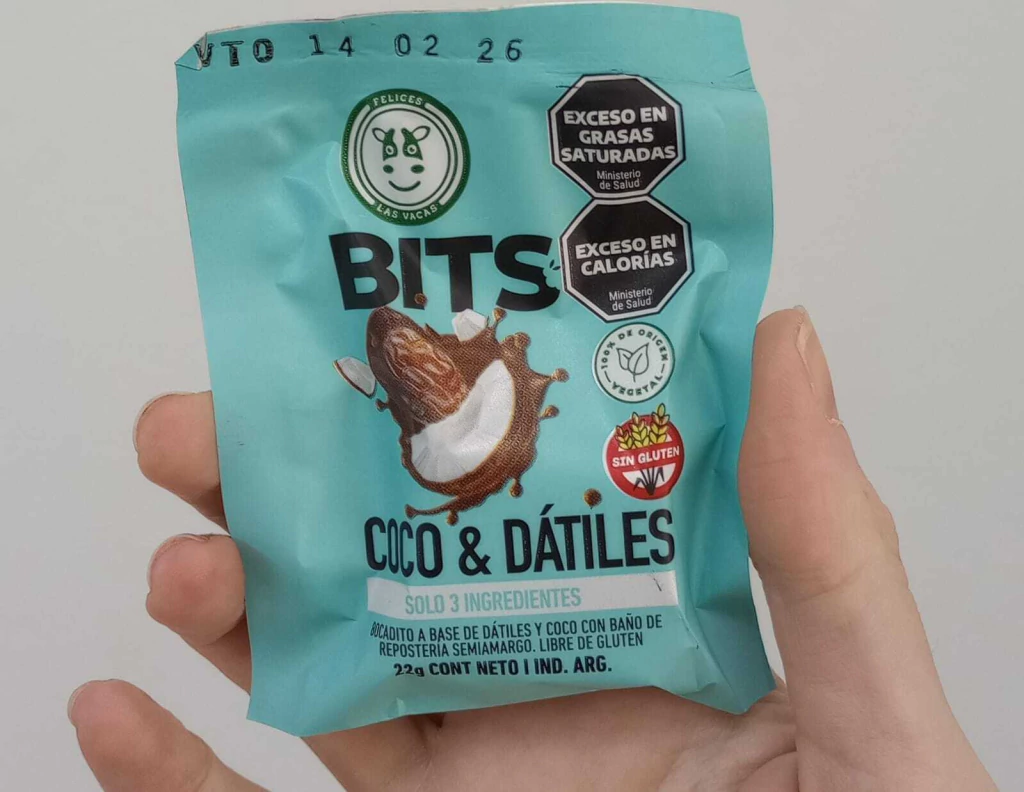 VTO 14 02 26
FELICES
LAS VACAS
EXCESO EN
GRASAS
SATURADAS
Ministerio
de Salud
BITS
EXCESO EN
CALORÍAS
Ministerio
de Salud
100% DE ORIGEN
VEGETAL
SIN GLUTEN
COCO & DÁTILES
SOLO 3 INGREDIENTES
BOCADITO A BASE DE DÁTILES Y COCO CON BAÑO DE
REPOSTERÍA SEMIAMARGO. LIBRE DE GLUTEN
22g CONT NETO I IND. ARG.